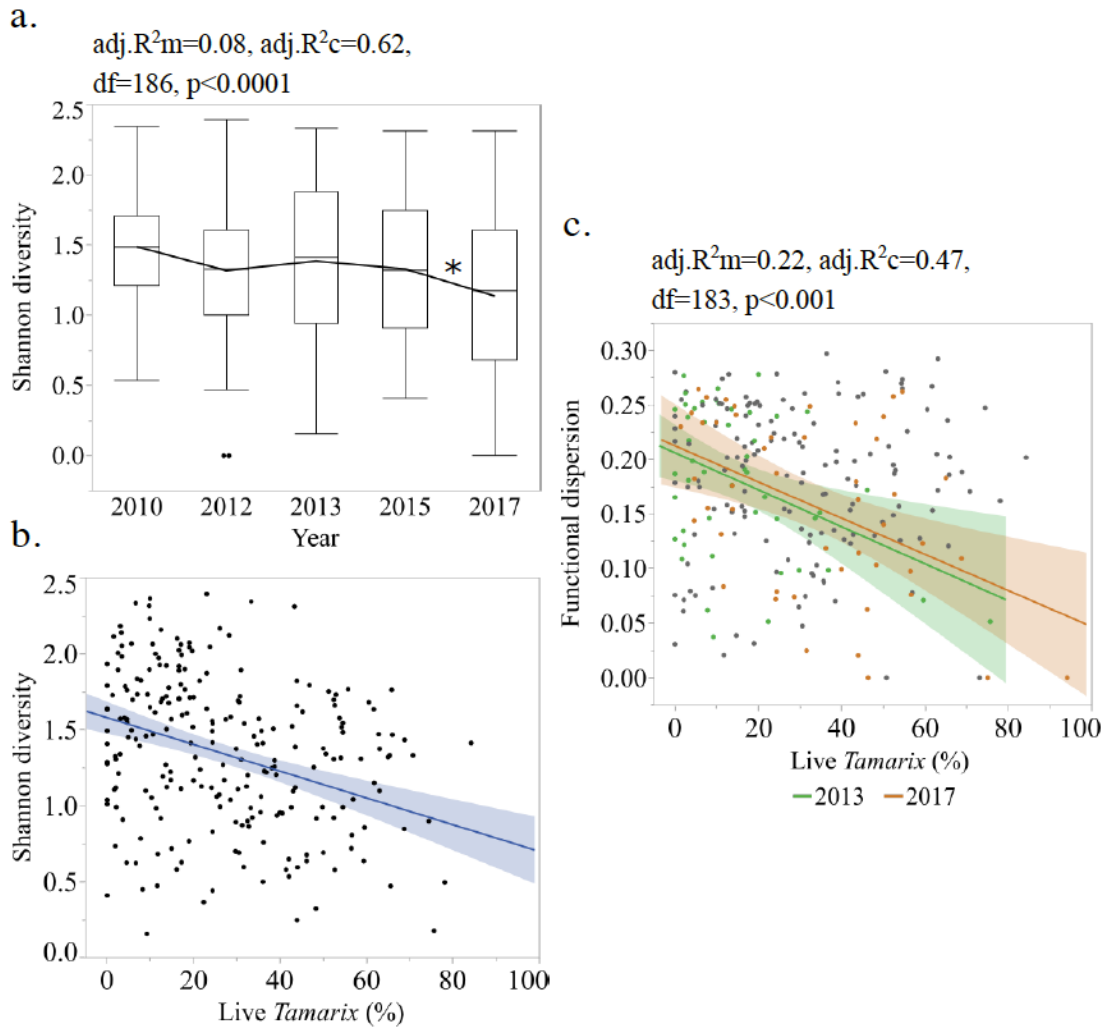 a.
adj.R²m=0.08, adj.R²c=0.62,
df=186, p<0.0001
2.5
2.0
1.5
1.0
0.5
0.0
Shannon diversity
*
2010 2012 2013 2015 2017
Year
b.
2.5
2.0
1.5
1.0
0.5
0.0
Shannon diversity
0 20 40 60 80 100
Live Tamarix (%)
c.
adj.R²m=0.22, adj.R²c=0.47,
df=183, p<0.001
0.30
0.25
0.20
0.15
0.10
0.05
0.00
Functional dispersion
0 20 40 60 80 100
Live Tamarix (%)
2013 2017